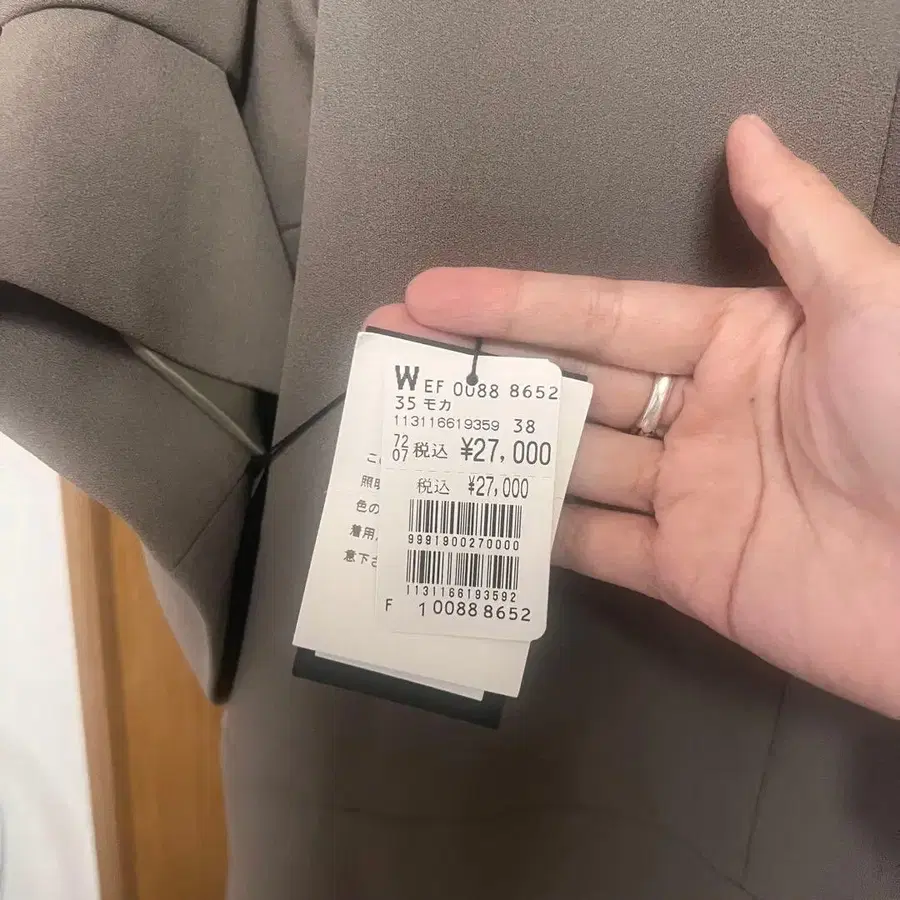 W EF 0088 8652
35 モカ
113116619359 38
72
07 税込 ¥27,000
税込 ¥27,000
9991900270000
1131166193592
F 1 0088 8652
こ
照明
色の
着用
意下さ